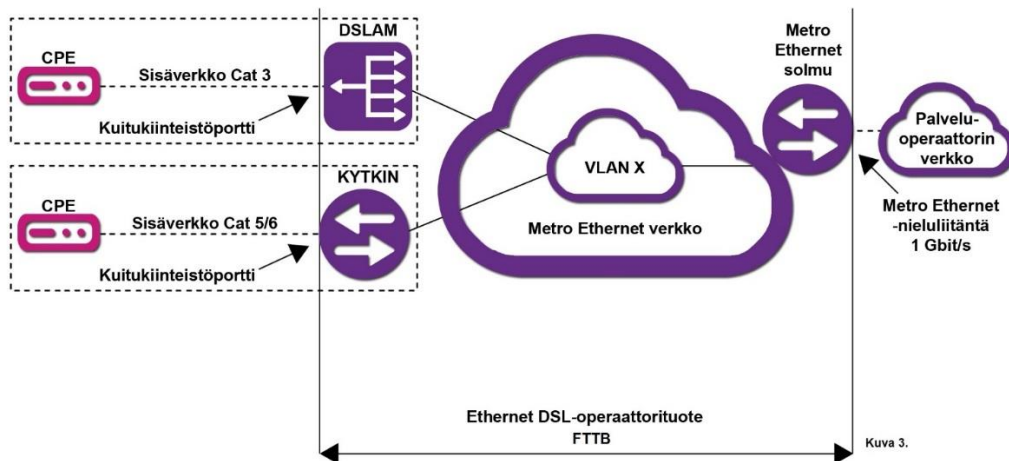 DSLAM
CPE
Sisäverkko Cat 3
Kuitukiinteistöportti
KYTKIN
CPE
Sisäverkko Cat 5/6
Kuitukiinteistöportti
VLAN X
Metro Ethernet verkko
Metro
Ethernet
solmu
Palvelu-
operaattorin
verkko
Metro Ethernet
-nieluliitäntä
1 Gbit/s
Ethernet DSL-operaattorituote
FTTB
Kuva 3.